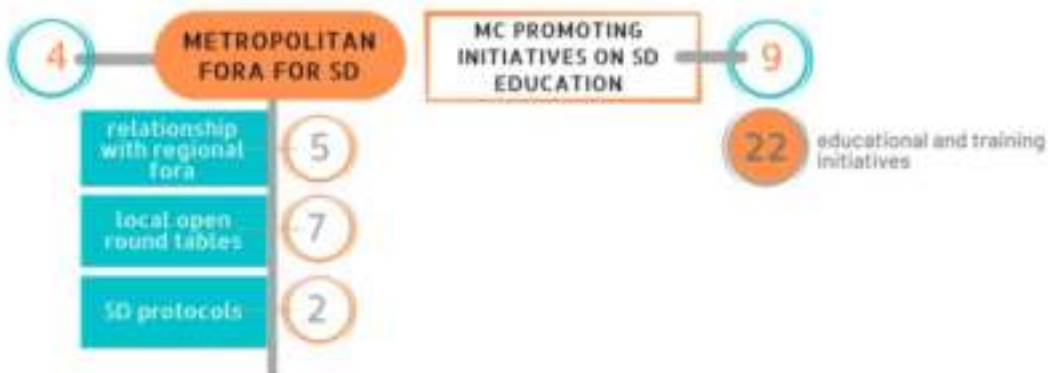 4
METROPOLITAN
FORA FOR SD
relationship
with regional
fora
5
local open
round tables
7
SD protocols
2
MC PROMOTING
INITIATIVES ON SD
EDUCATION
9
22
educational and training
initiatives